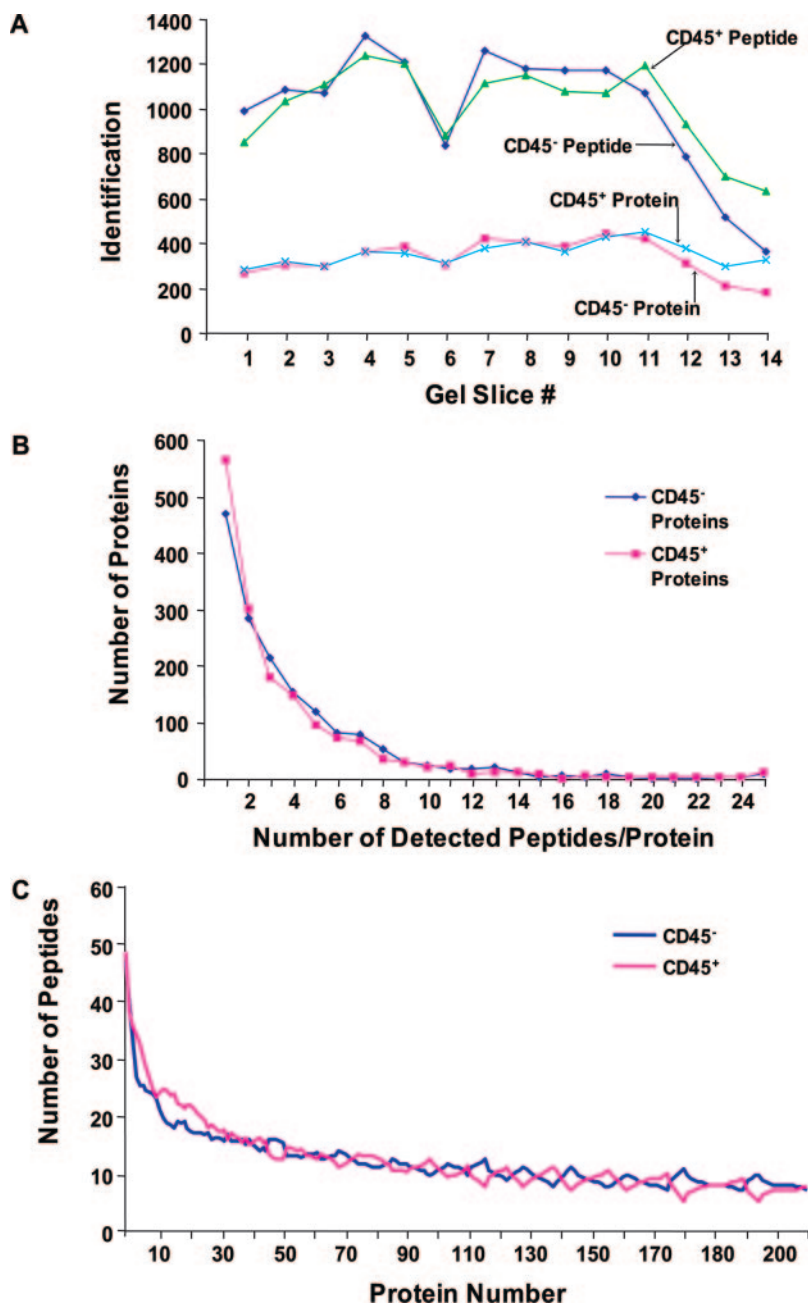 A
1400
1200
1000
800
600
400
200
0
Identification
CD45⁺ Peptide
CD45⁻ Peptide
CD45⁺ Protein
CD45⁻ Protein
1 2 3 4 5 6 7 8 9 10 11 12 13 14
Gel Slice #
B
600
500
400
300
200
100
0
Number of Proteins
CD45⁻
Proteins
CD45⁺
Proteins
2 4 6 8 10 12 14 16 18 20 22 24
Number of Detected Peptides/Protein
C
60
50
40
30
20
10
0
Number of Peptides
CD45⁻
CD45⁺
10 30 50 70 90 110 130 150 170 180 190 200
Protein Number